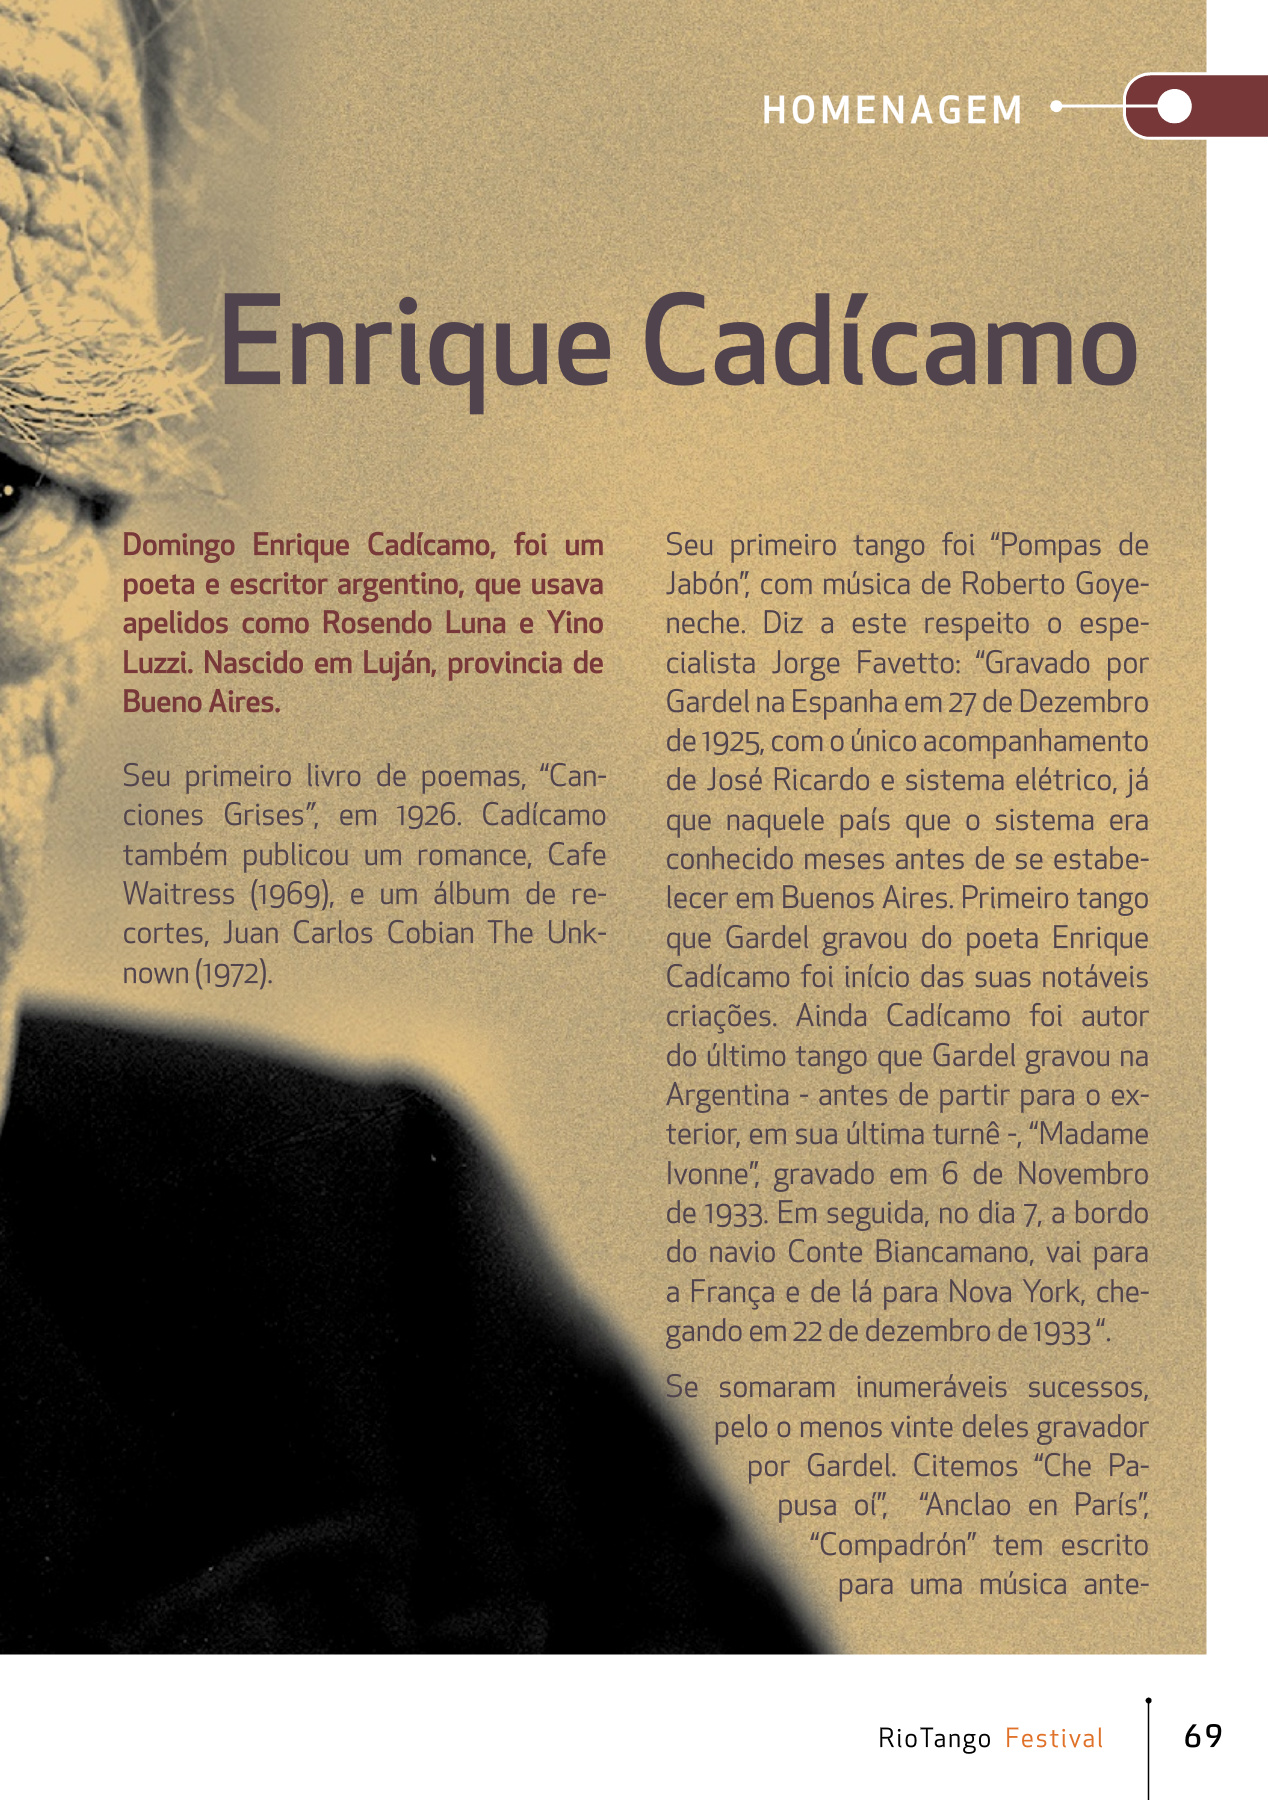 HOMENAGEM
Enrique Cadícamo
Domingo Enrique Cadícamo, foi um
poeta e escritor argentino, que usava
apelidos como Rosendo Luna e Yino
Luzzi. Nascido em Luján, provincia de
Bueno Aires.
Seu primeiro livro de poemas, “Can-
ciones Grises”, em 1926. Cadícamo
também publicou um romance, Cafe
Waitress (1969), e um álbum de re-
cortes, Juan Carlos Cobian The Unk-
nown (1972).
Seu primeiro tango foi “Pompas de
Jabón”, com música de Roberto Goye-
neche. Diz a este respeito o espe-
cialista Jorge Favetto: “Gravado por
Gardel na Espanha em 27 de Dezembro
de 1925, com o único acompanhamento
de José Ricardo e sistema elétrico, já
que naquele país que o sistema era
conhecido meses antes de se estabe-
lecer em Buenos Aires. Primeiro tango
que Gardel gravou do poeta Enrique
Cadícamo foi início das suas notáveis
criações. Ainda Cadícamo foi autor
do último tango que Gardel gravou na
Argentina - antes de partir para o ex-
terior, em sua última turnê -, “Madame
Ivonne”, gravado em 6 de Novembro
de 1933. Em seguida, no dia 7, a bordo
do navio Conte Biancamano, vai para
a França e de lá para Nova York, che-
gando em 22 de dezembro de 1933 “.
Se somaram inumeráveis sucessos,
pelo o menos vinte deles gravador
por Gardel. Citemos “Che Pa-
pusa oí”, “Anclao en París”,
“Compadrón” tem escrito
para uma música ante-
RioTango Festival 69